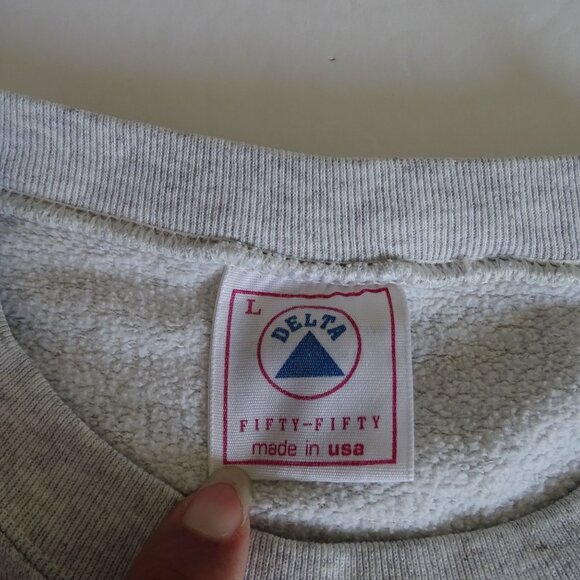 L
DELTA
FIFTY-FIFTY
made in usa